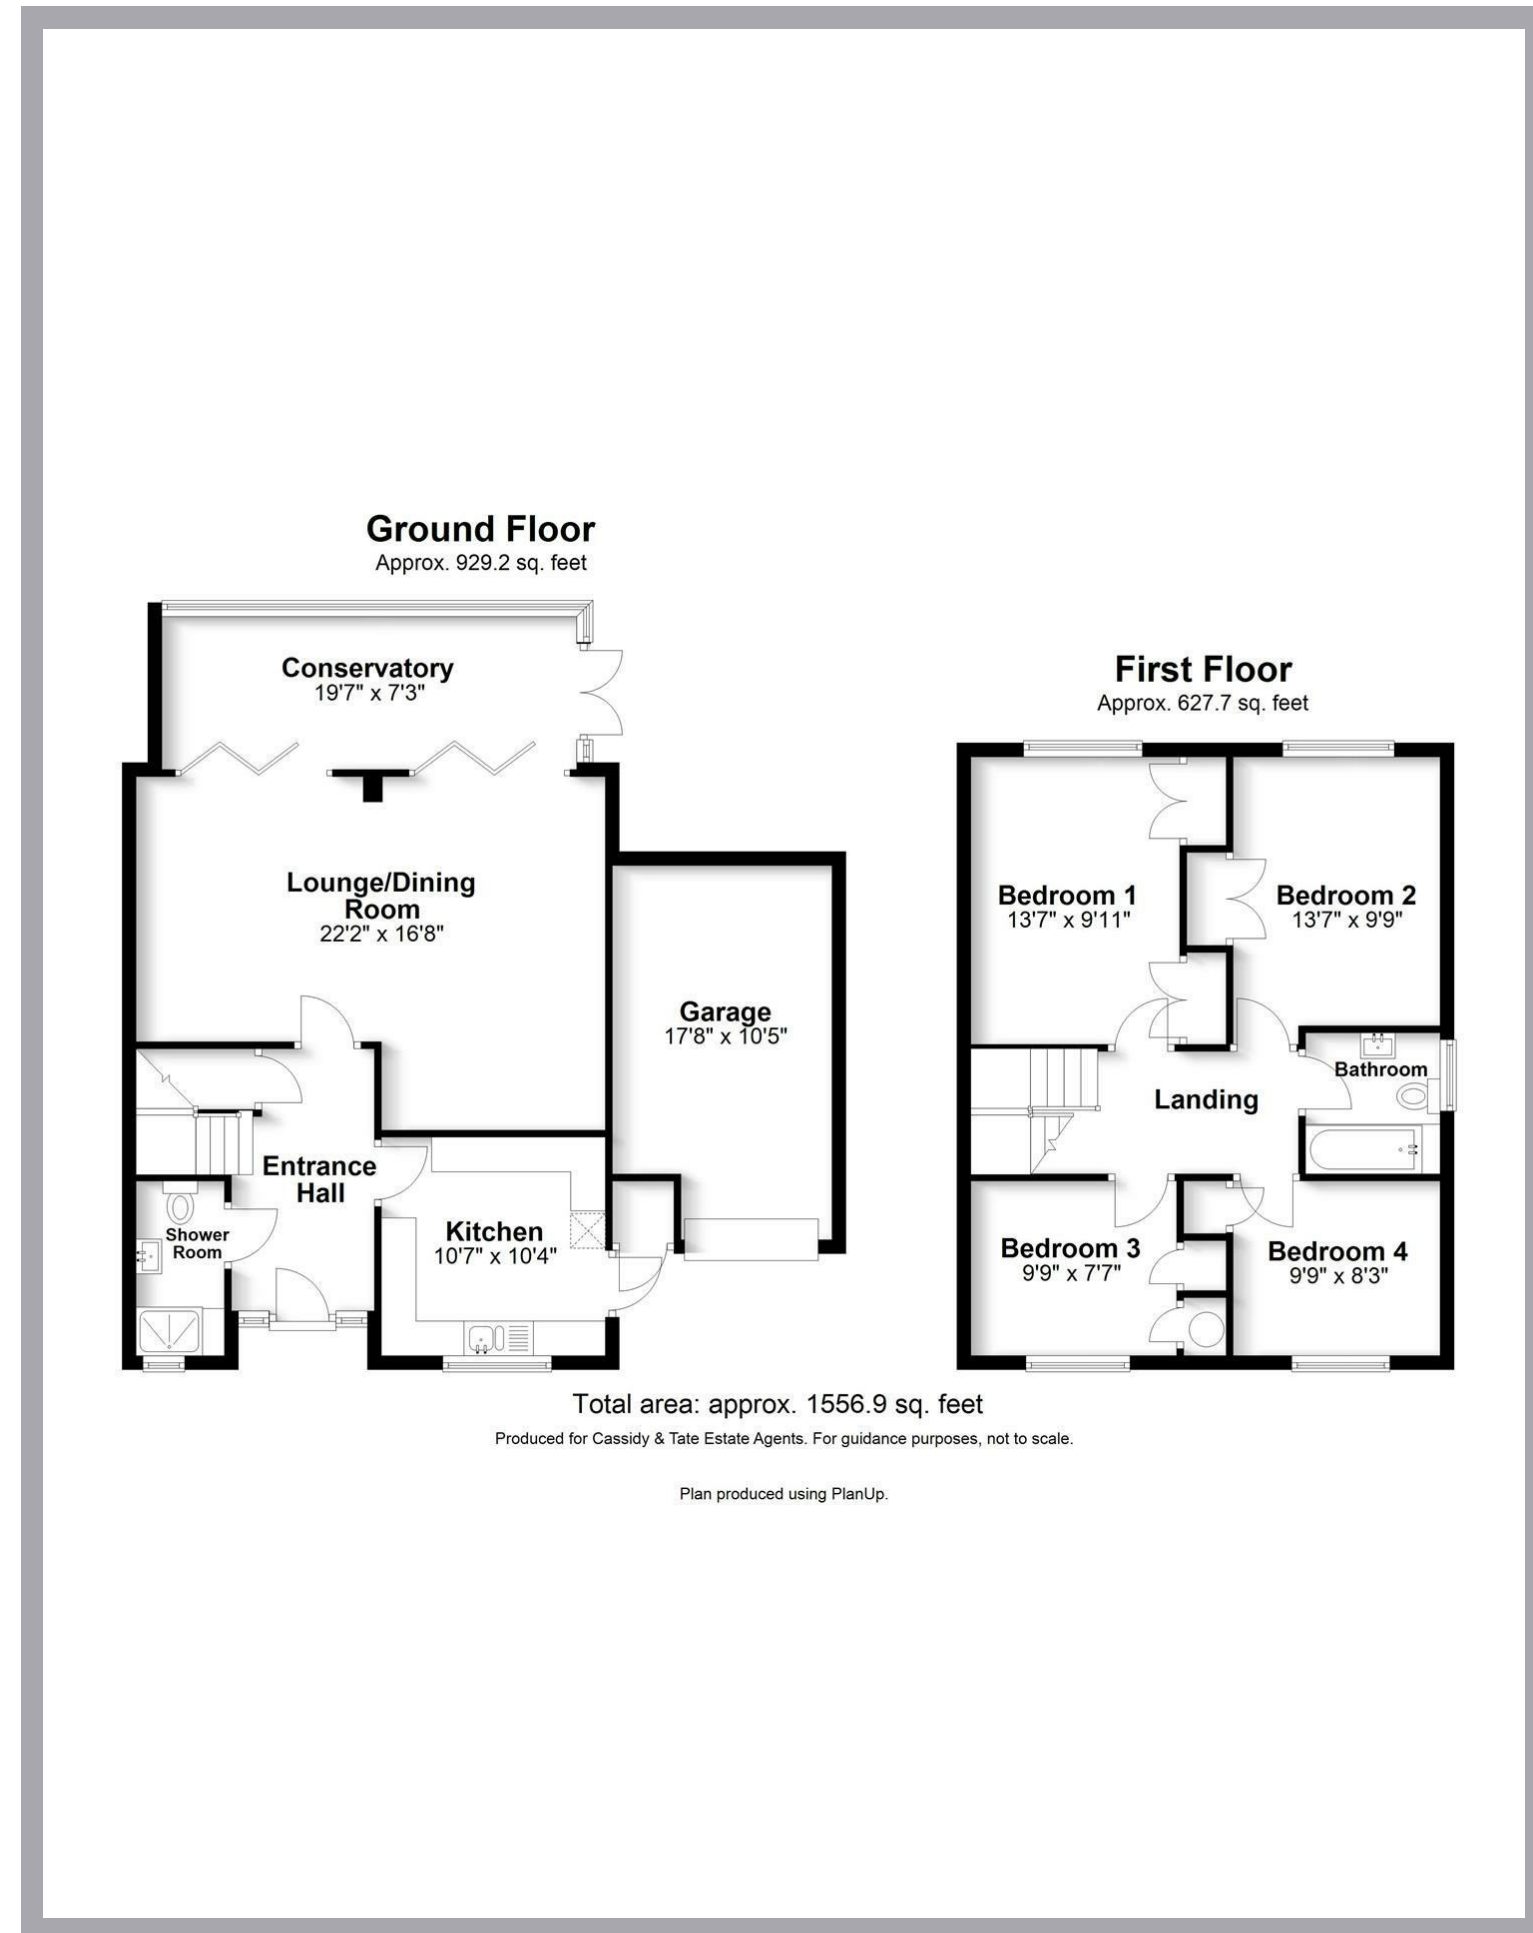 Ground Floor
Approx. 929.2 sq. feet
Conservatory
19'7" x 7'3"
Lounge/Dining
Room
22'2" x 16'8"
Garage
17'8" x 10'5"
Entrance
Hall
Shower
Room
Kitchen
10'7" x 10'4"
First Floor
Approx. 627.7 sq. feet
Bedroom 1
13'7" x 9'11"
Bedroom 2
13'7" x 9'9"
Bathroom
Landing
Bedroom 3
9'9" x 7'7"
Bedroom 4
9'9" x 8'3"
Total area: approx. 1556.9 sq. feet
Produced for Cassidy & Tate Estate Agents. For guidance purposes, not to scale.
Plan produced using PlanUp.